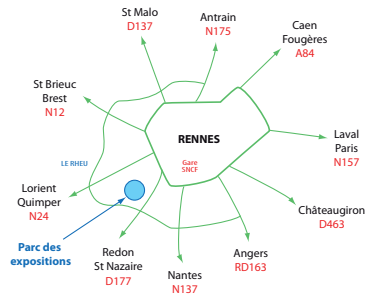 St Malo
D137
Antrain
N175
Caen
Fougères
A84
St Brieuc
Brest
N12
RENNES
Laval
Paris
N157
LE RHEU
Gare
SNCF
Lorient
Quimper
N24
Châteaugiron
D463
Parc des
expositions
Redon
St Nazaire
D177
Nantes
N137
Angers
RD163